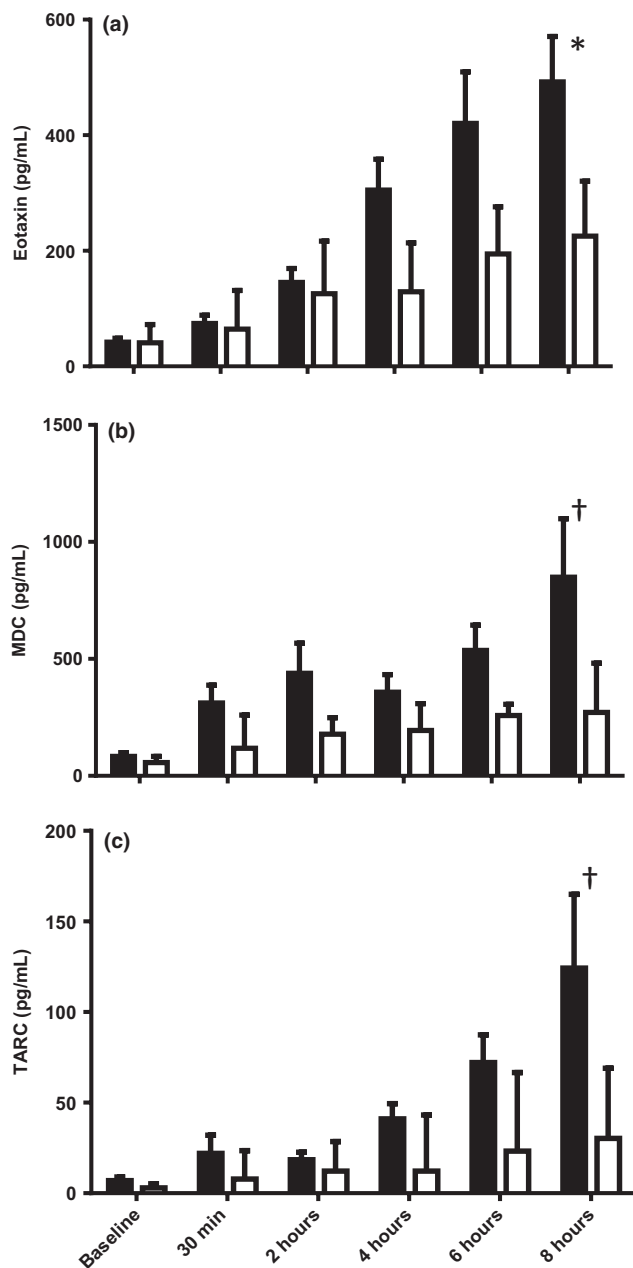 (a)
600
400
200
0
Eotaxin (pg/mL)
*
(b)
1500
1000
500
0
MDC (pg/mL)
†
(c)
200
150
100
50
0
TARC (pg/mL)
†
Baseline
30 min
2 hours
4 hours
6 hours
8 hours